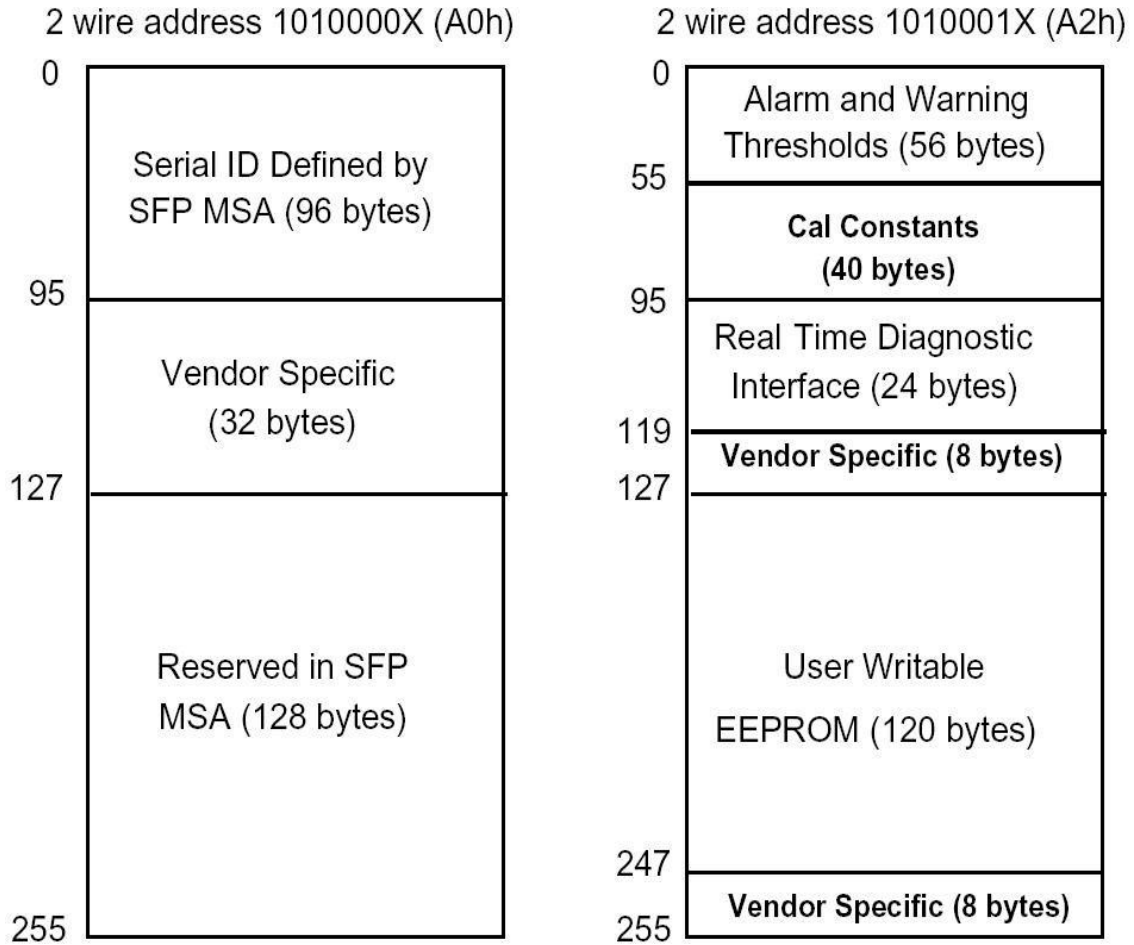 2 wire address 1010000X (A0h)
0
Serial ID Defined by
SFP MSA (96 bytes)
95
Vendor Specific
(32 bytes)
127
Reserved in SFP
MSA (128 bytes)
255
2 wire address 1010001X (A2h)
0
Alarm and Warning
Thresholds (56 bytes)
55
Cal Constants
(40 bytes)
95
Real Time Diagnostic
Interface (24 bytes)
119
Vendor Specific (8 bytes)
127
User Writable
EEPROM (120 bytes)
247
Vendor Specific (8 bytes)
255